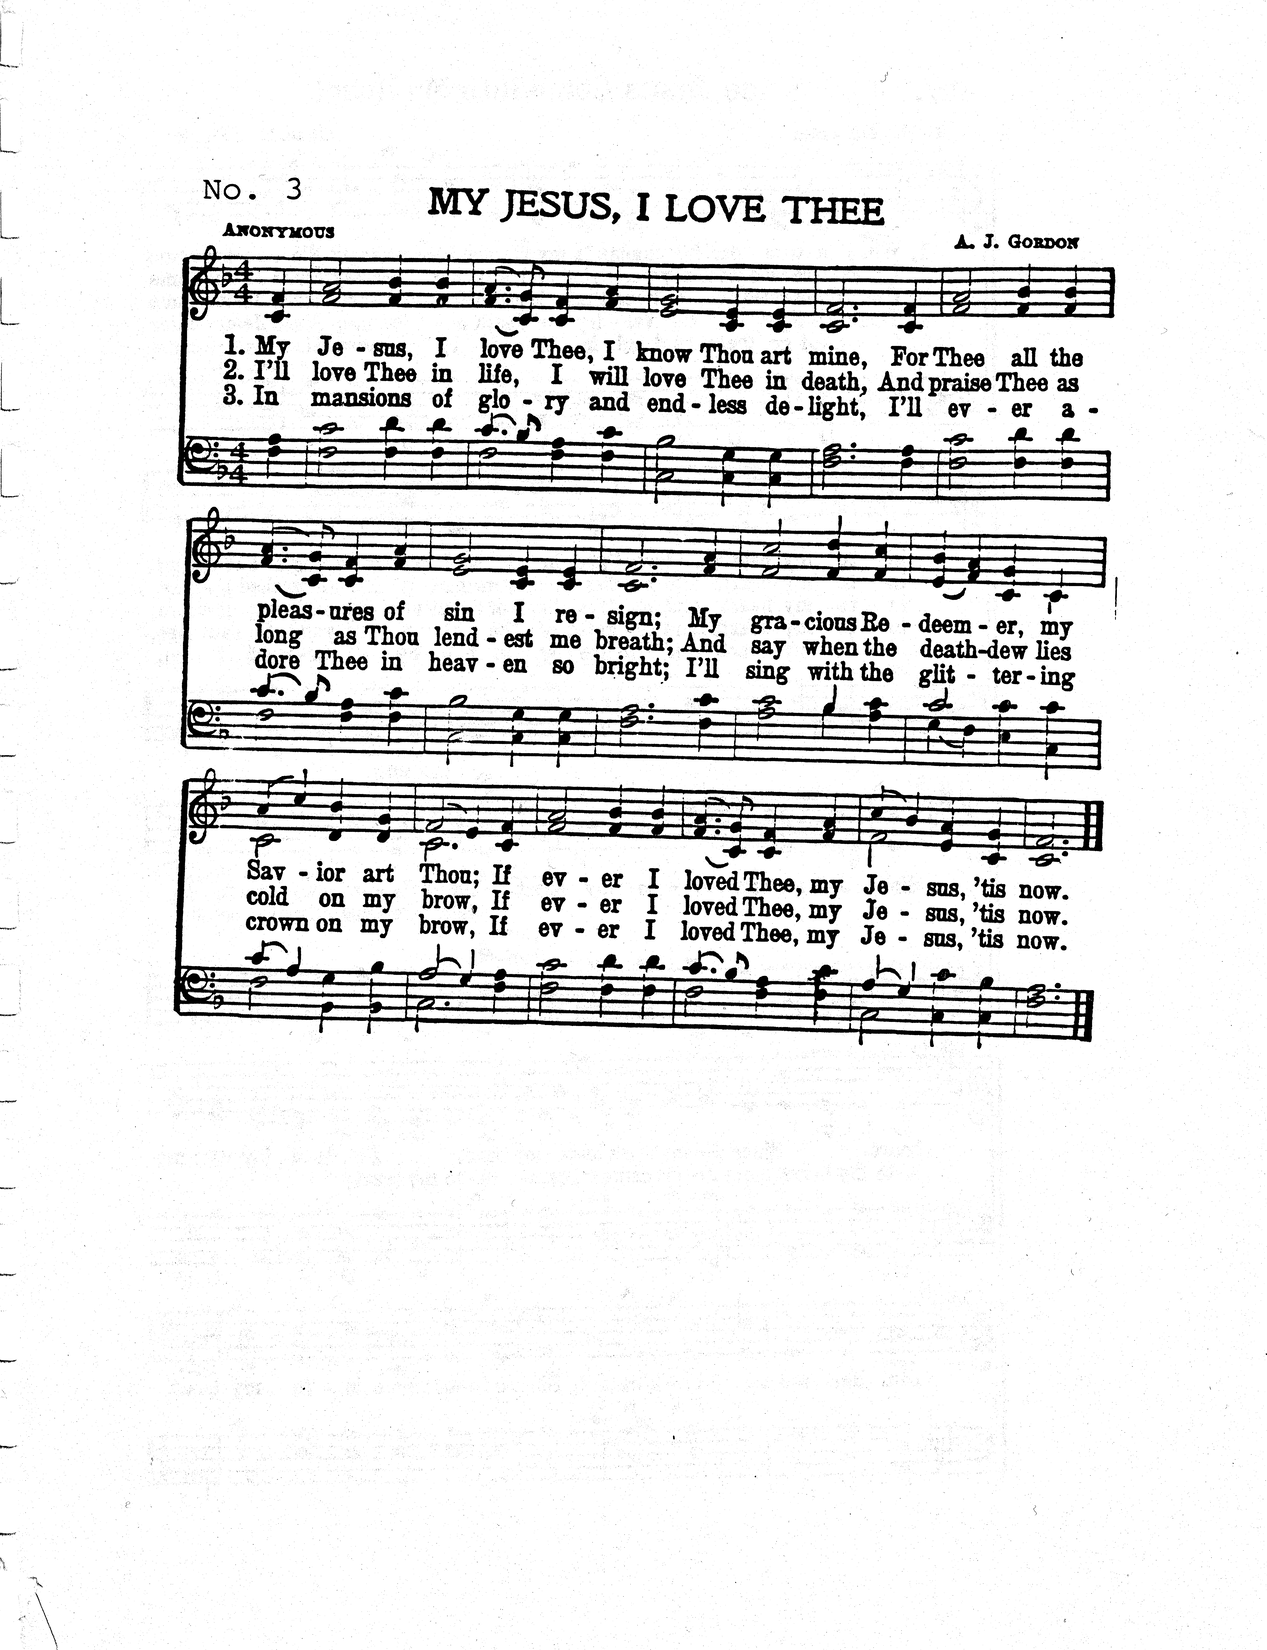 No. 3
MY JESUS, I LOVE THEE
ANONYMOUS
A. J. GORDON
1. My Je - sus, I love Thee, I know Thou art mine, For Thee all the
2. I'll love Thee in life, I will love Thee in death, And praise Thee as
3. In mansions of glo - ry and end - less de - light, I'll ev - er a -
pleas - ures of sin I re - sign; My gra - cious Re - deem - er, my
long as Thou lend - est me breath; And say when the death-dew lies
dore Thee in heav - en so bright; I'll sing with the glit - ter - ing
Sav - ior art Thou; If ev - er I loved Thee, my Je - sus, 'tis now.
cold on my brow, If ev - er I loved Thee, my Je - sus, 'tis now.
crown on my brow, If ev - er I loved Thee, my Je - sus, 'tis now.